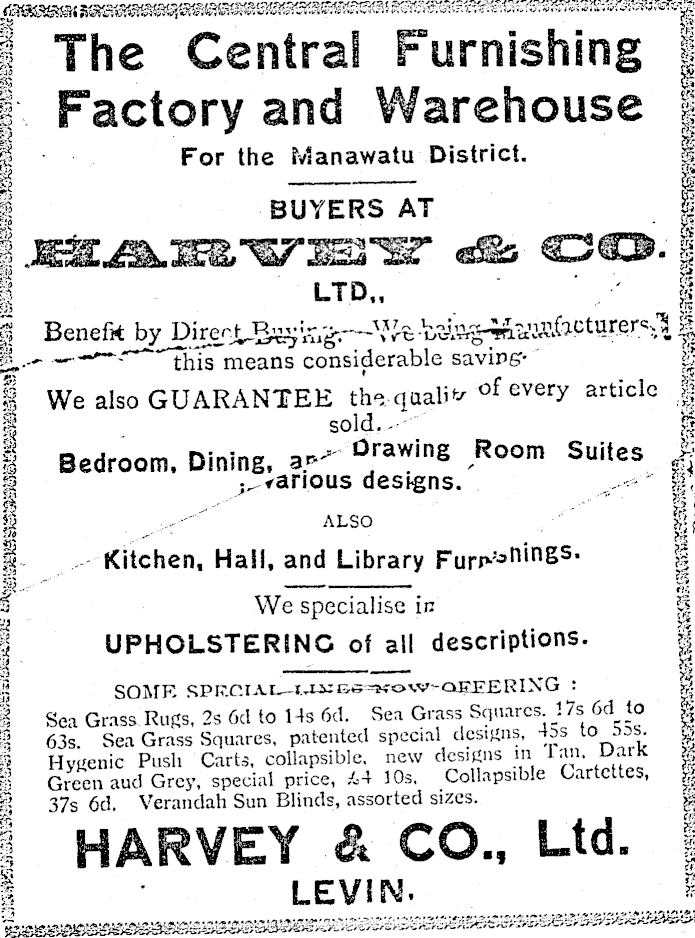 The Central Furnishing
Factory and Warehouse
For the Manawatu District.
BUYERS AT
HARVEY & CO.
LTD.,
Benefit by Direct Buying. We being Manufacturers,
this means considerable saving.
We also GUARANTEE the quality of every article
sold.
Bedroom, Dining, and Drawing Room Suites
in various designs.
ALSO
Kitchen, Hall, and Library Furnishings.
We specialise in
UPHOLSTERING of all descriptions.
SOME SPECIAL LINES NOW OFFERING :
Sea Grass Rugs, 2s 6d to 14s 6d. Sea Grass Squares. 17s 6d to
63s. Sea Grass Squares, patented special designs, 45s to 55s.
Hygenic Push Carts, collapsible, new designs in Tan, Dark
Green aud Grey, special price, £4 10s. Collapsible Cartettes,
37s 6d. Verandah Sun Blinds, assorted sizes.
HARVEY & CO., Ltd.
LEVIN.